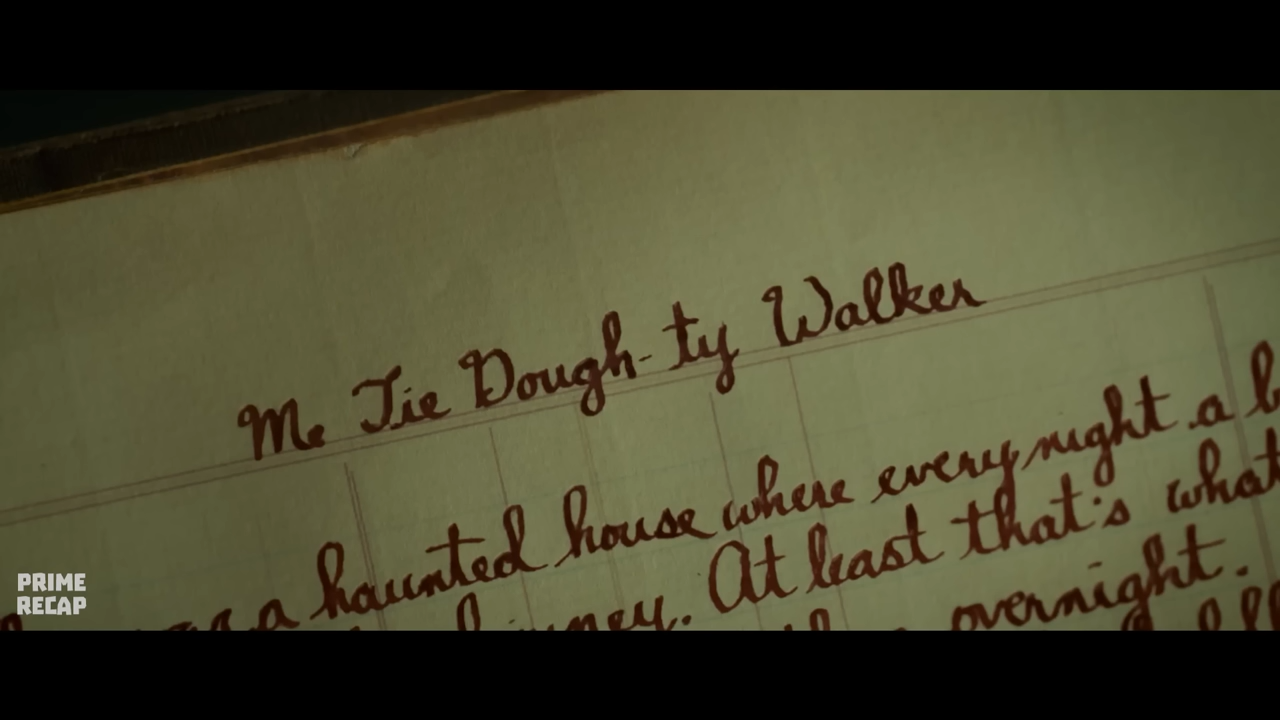 Me Tie Dough-ty Walker
a haunted house where every night a
At least that's what
overnight.
PRIME
RECAP